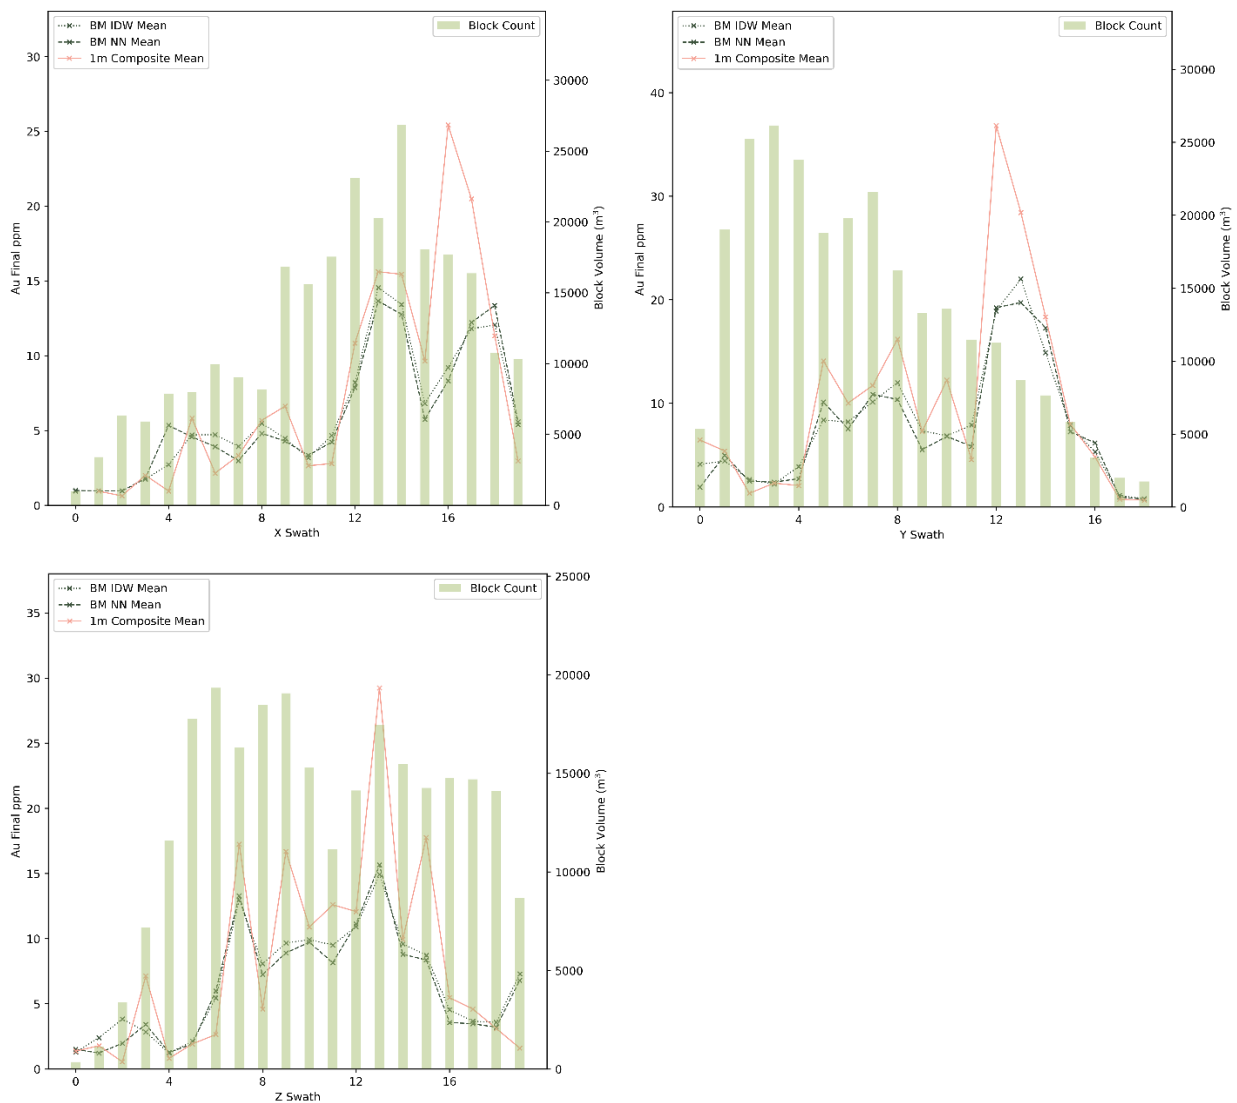 BM IDW Mean
BM NN Mean
1m Composite Mean
Block Count
30
25
20
15
10
5
0
Au Final ppm
30000
25000
20000
15000
10000
5000
0
Block Volume (m³)
0 4 8 12 16
X Swath
BM IDW Mean
BM NN Mean
1m Composite Mean
Block Count
40
30
20
10
0
Au Final ppm
30000
25000
20000
15000
10000
5000
0
Block Volume (m³)
0 4 8 12 16
Y Swath
BM IDW Mean
BM NN Mean
1m Composite Mean
Block Count
35
30
25
20
15
10
5
0
Au Final ppm
25000
20000
15000
10000
5000
0
Block Volume (m³)
0 4 8 12 16
Z Swath